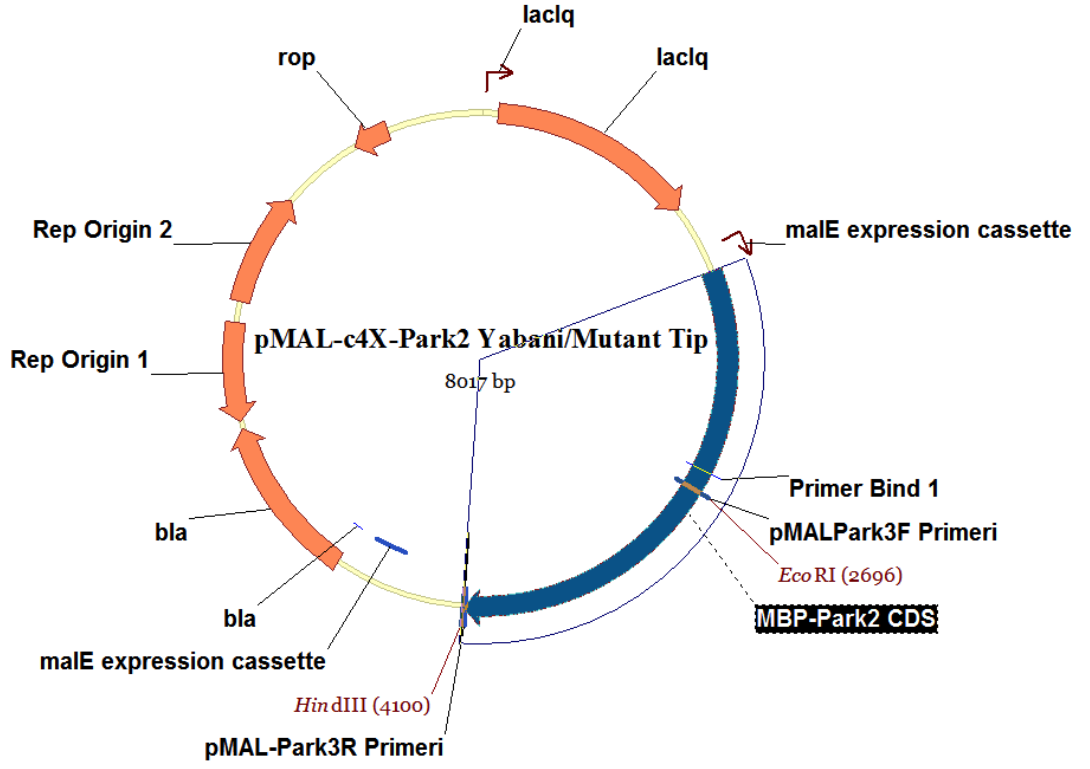 lacIq
rop
lacIq
Rep Origin 2
malE expression cassette
pMAL-c4X-Park2 Yabani/Mutant Tip
Rep Origin 1
8017 bp
Primer Bind 1
pMALPark3F Primeri
bla
EcoRI (2696)
bla
MBP-Park2 CDS
malE expression cassette
HindIII (4100)
pMAL-Park3R Primeri